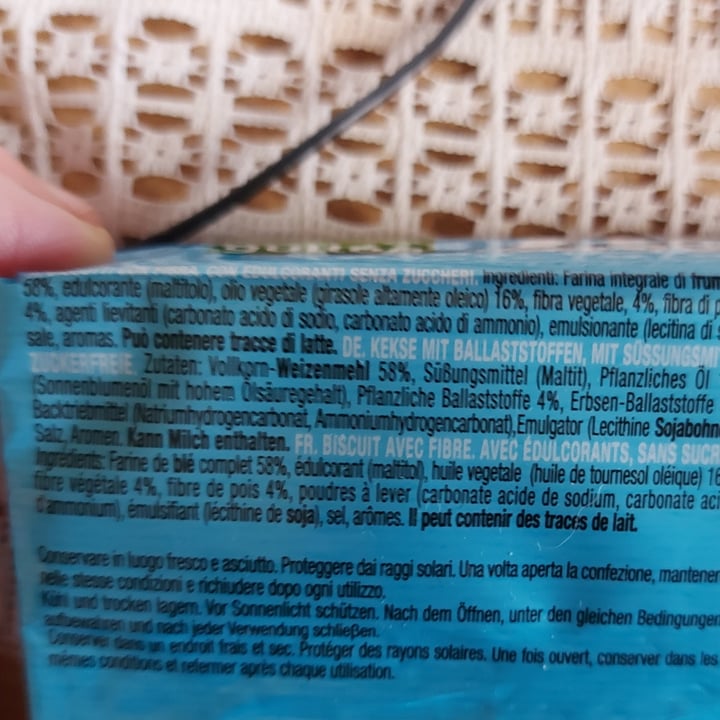 CON EDULCORANTI SENZA ZUCCHERI. Ingredienti: Farina integrale di
58%, edulcorante (maltitolo), olio vegetale (girasole altamente oleico) 16%, fibra vegetale, 4%, fibra di
4%, agenti lievitanti (carbonato acido di sodio, carbonato acido di ammonio), emulsionante (lecitina di
sale, aromas. Può contenere tracce di latte. DE. KEKSE MIT BALLASTSTOFFEN, MIT SÜSSUNGSMI
ZUCKERFREIE. Zutaten: Vollkorn-Weizenmehl 58%, Süßungsmittel (Maltit), Pflanzliches Öl
(Sonnenblumenöl mit hohem Ölsäuregehalt), Pflanzliche Ballaststoffe 4%, Erbsen-Ballaststoffe
Backtriebmittel (Natriumhydrogencarbonat, Ammoniumhydrogencarbonat), Emulgator (Lecithine Sojabohn
Salz, Aromen. Kann Milch enthalten. FR. BISCUIT AVEC FIBRE. AVEC ÉDULCORANTS, SANS SUCR
Ingrédients: Farine de blé complet 58%, édulcorant (maltitol), huile vegetale (huile de tournesol oléique) 16
fibre végétale 4%, fibre de pois 4%, poudres à lever (carbonate acide de sodium, carbonate aci
d'ammonium), émulsifiant (lécithine de soja), sel, arômes. Il peut contenir des traces de lait.
Conservare in luogo fresco e asciutto. Proteggere dai raggi solari. Una volta aperta la confezione, mantener
nelle stesse condizioni e richiudere dopo ogni utilizzo.
Kühl und trocken lagern. Vor Sonnenlicht schützen. Nach dem Öffnen, unter den gleichen Bedingungen
aufbewahren und nach jeder Verwendung schließen.
Conserver dans un endroit frais et sec. Protéger des rayons solaires. Une fois ouvert, conserver dans les
mêmes conditions et refermer après chaque utilisation.